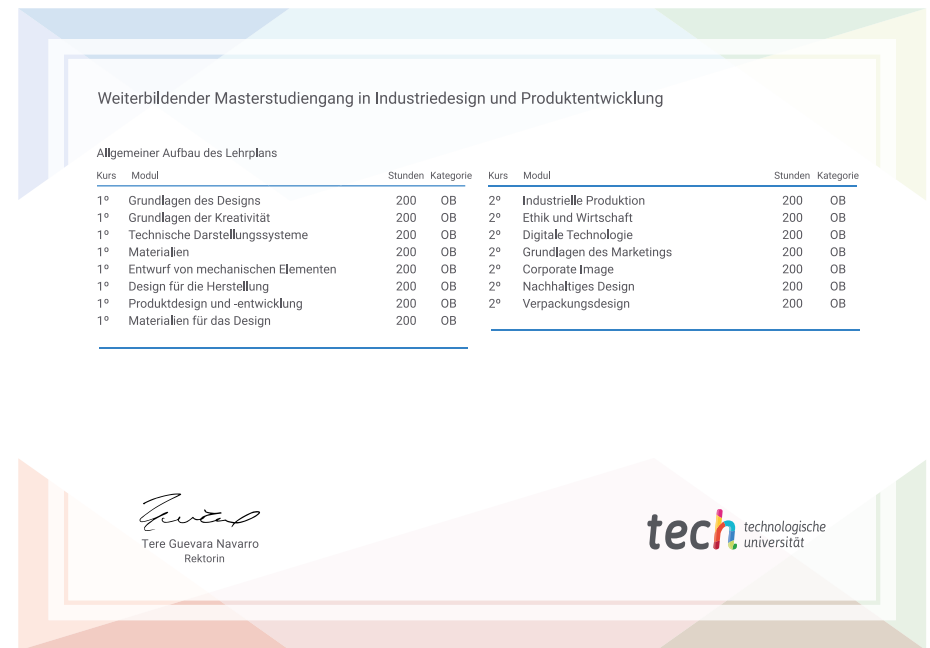 Weiterbildender Masterstudiengang in Industriedesign und Produktentwicklung
Allgemeiner Aufbau des Lehrplans
Kurs Modul Stunden Kategorie
1º Grundlagen des Designs 200 OB
1º Grundlagen der Kreativität 200 OB
1º Technische Darstellungssysteme 200 OB
1º Materialien 200 OB
1º Entwurf von mechanischen Elementen 200 OB
1º Design für die Herstellung 200 OB
1º Produktdesign und -entwicklung 200 OB
1º Materialien für das Design 200 OB
Kurs Modul Stunden Kategorie
2º Industrielle Produktion 200 OB
2º Ethik und Wirtschaft 200 OB
2º Digitale Technologie 200 OB
2º Grundlagen des Marketings 200 OB
2º Corporate Image 200 OB
2º Nachhaltiges Design 200 OB
2º Verpackungsdesign 200 OB
Tere Guevara Navarro
Rektorin
tech technologische
universität